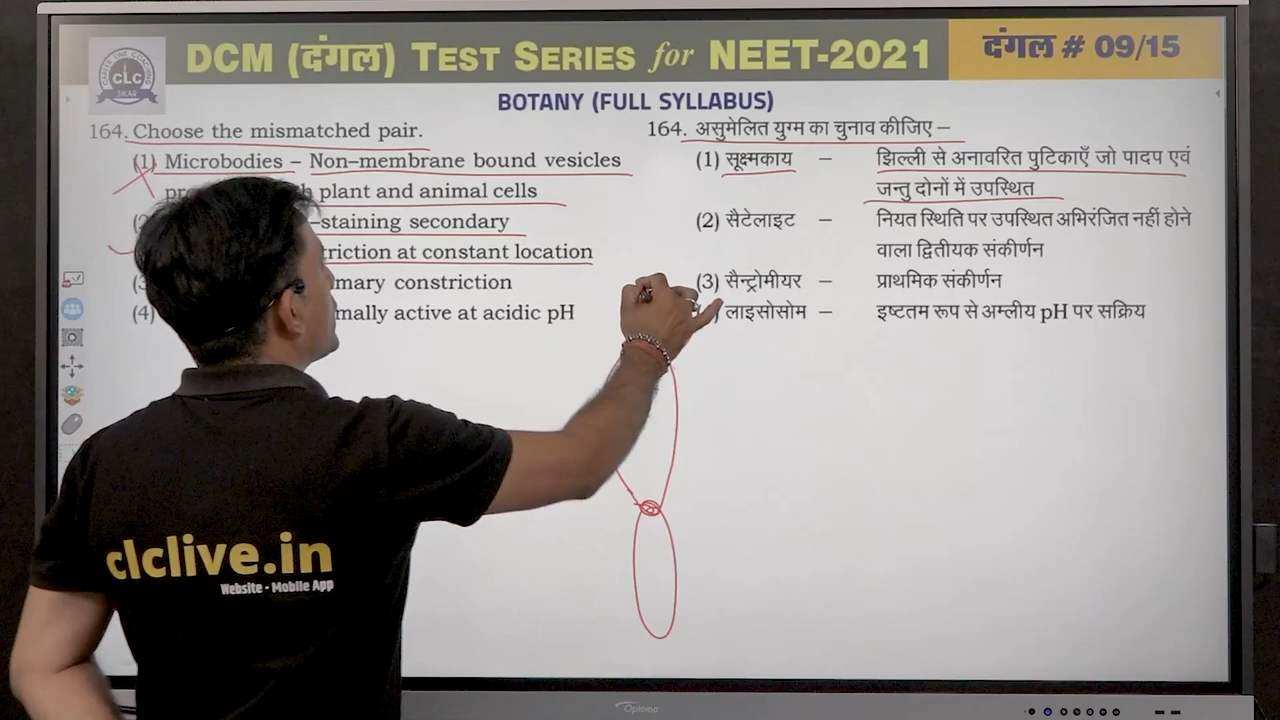 DCM (दंगल) TEST SERIES for NEET-2021
दंगल # 09/15
CLC
SIKAR
BOTANY (FULL SYLLABUS)
164. Choose the mismatched pair.
(1) Microbodies – Non–membrane bound vesicles
plant and animal cells
–staining secondary
triction at constant location
mary constriction
(4) mally active at acidic pH
164. असुमेलित युग्म का चुनाव कीजिए –
(1) सूक्ष्मकाय – झिल्ली से अनावरित पुटिकाएँ जो पादप एवं
जन्तु दोनों में उपस्थित
(2) सैटेलाइट – नियत स्थिति पर उपस्थित अभिरंजित नहीं होने
वाला द्वितीयक संकीर्णन
(3) सैन्ट्रोमीयर – प्राथमिक संकीर्णन
लाइसोसोम – इष्टतम रूप से अम्लीय pH पर सक्रिय
clclive.in
Website - Mobile App
Optoma